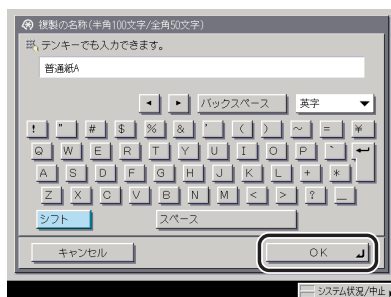 複製の名称(半角100文字/全角50文字)
テンキーでも入力できます。
普通紙A
◂ ▸ バックスペース 英字 ▼
! " # $ % & ' ( ) ~ = ¥
Q W E R T Y U I O P `
A S D F G H J K L + *
Z X C V B N M < > ? _
シフト スペース
キャンセル OK
システム状況/中止